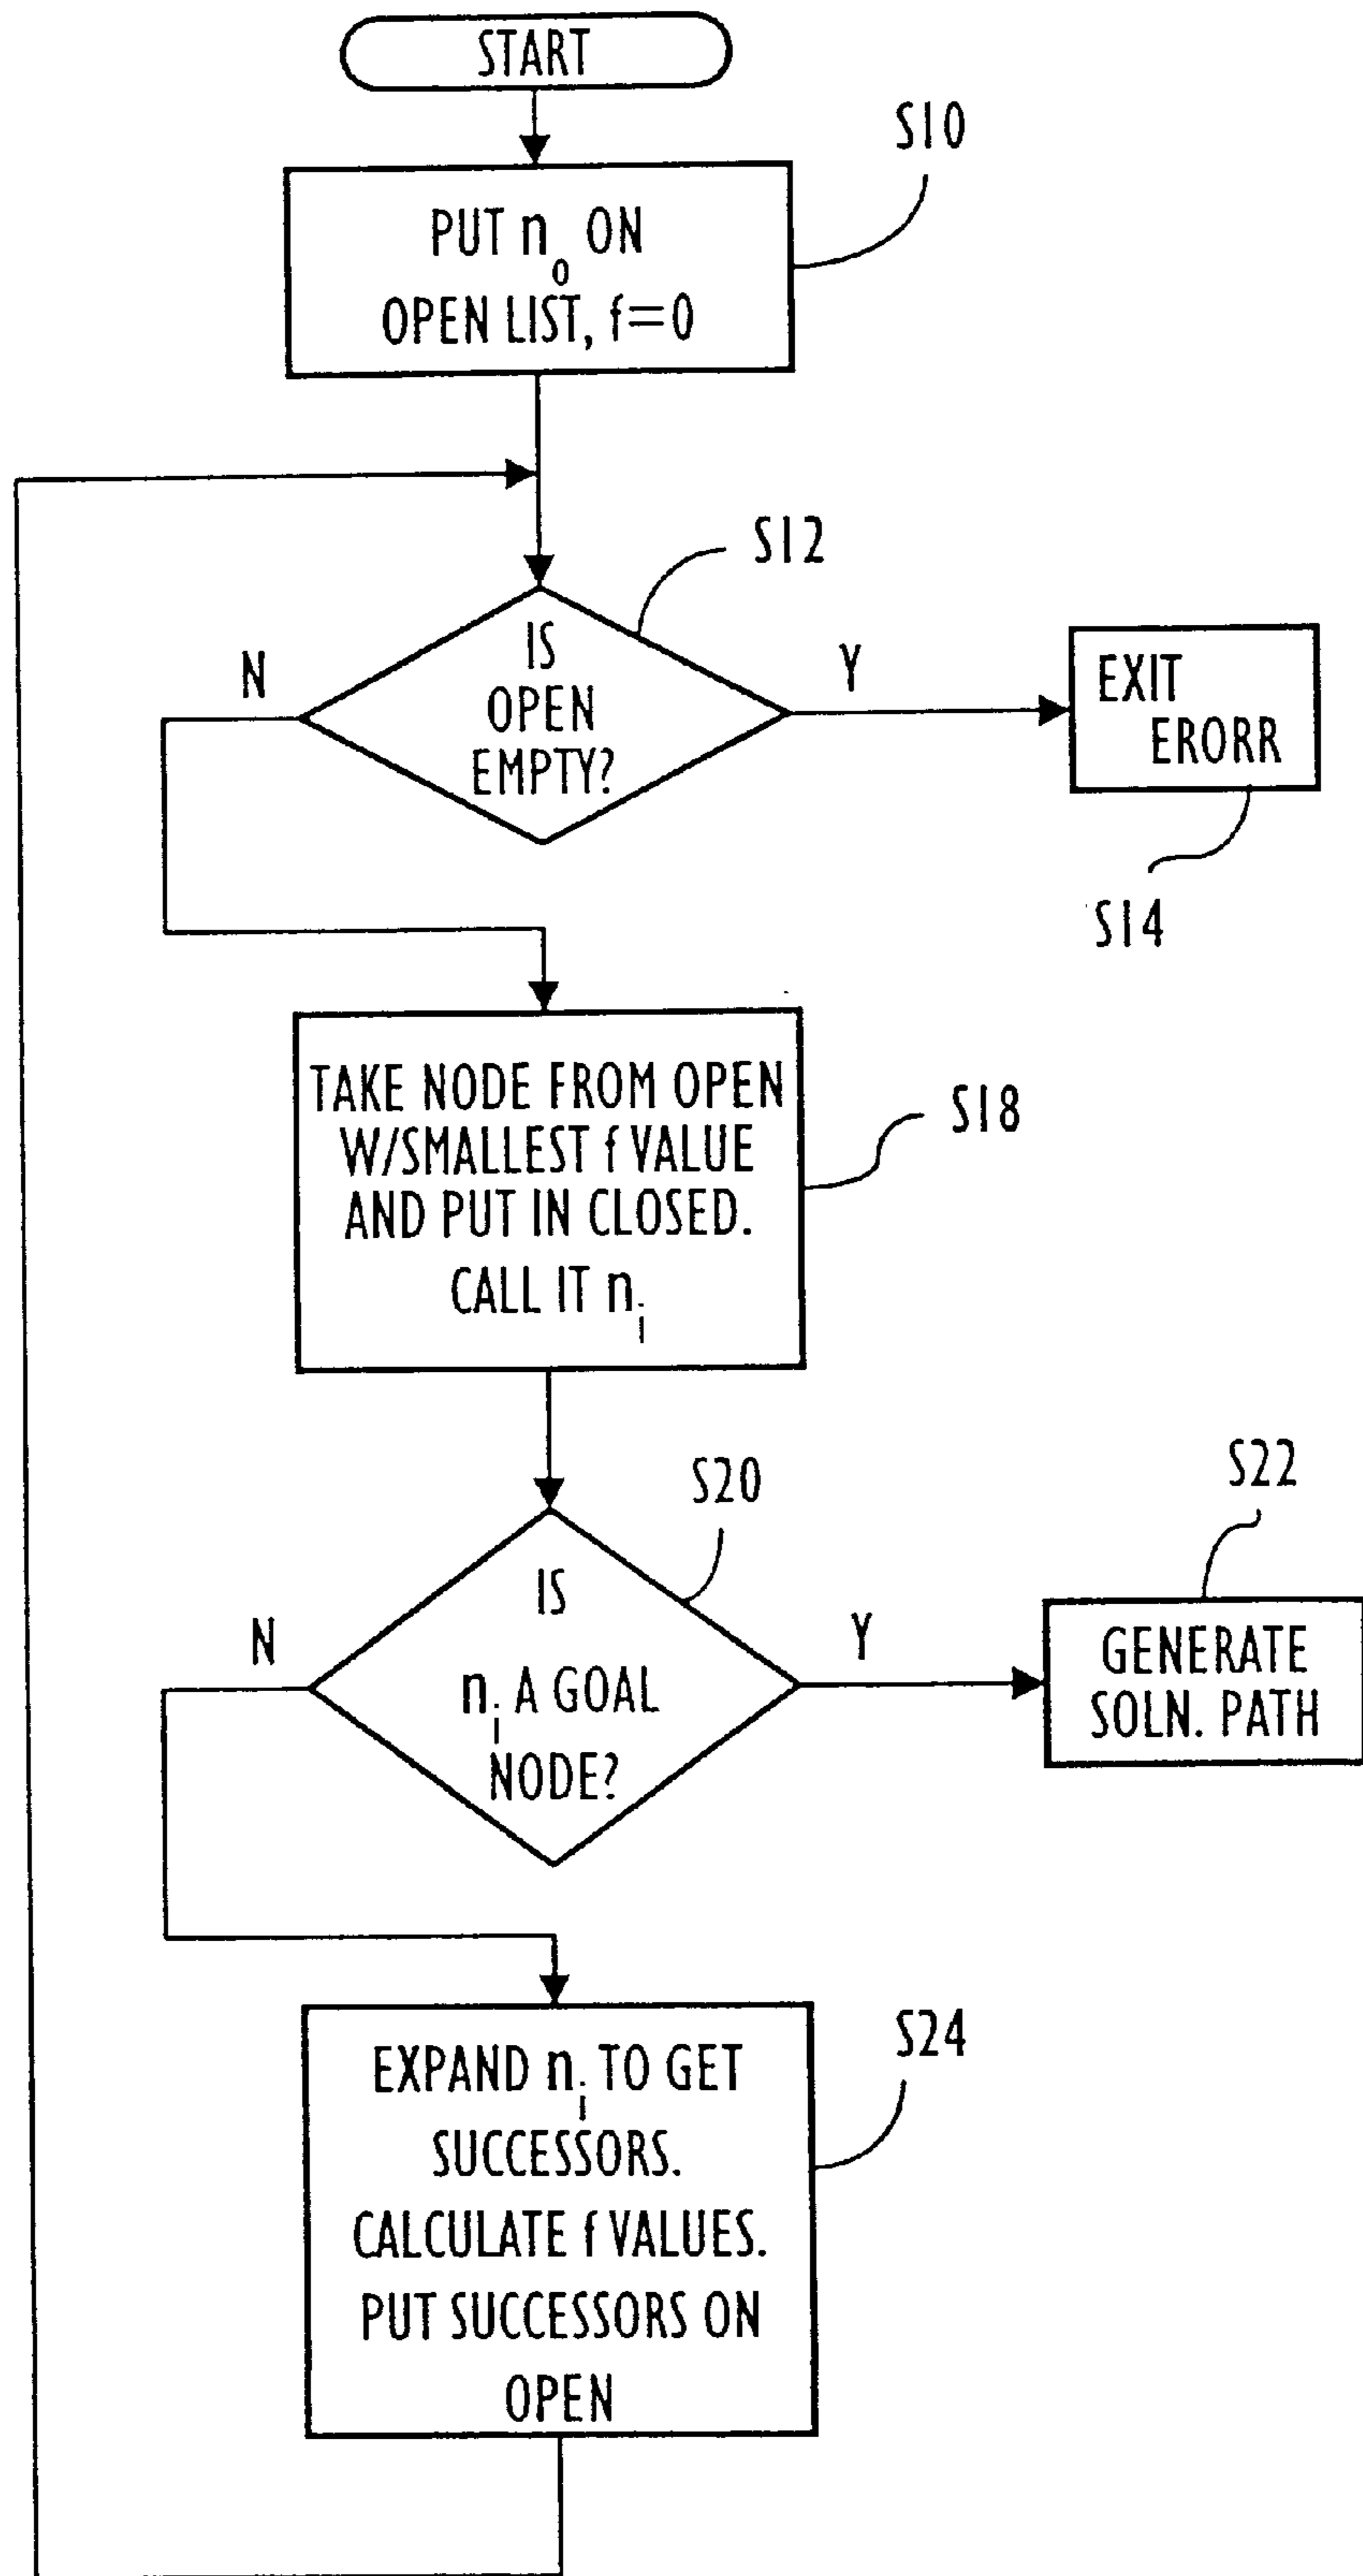 START
S10
PUT n₀ ON
OPEN LIST, f=0
S12
N
IS
OPEN
EMPTY?
Y
EXIT
ERORR
S14
TAKE NODE FROM OPEN
W/SMALLEST f VALUE
AND PUT IN CLOSED.
CALL IT nᵢ
S18
S20
N
IS
nᵢ A GOAL
NODE?
Y
S22
GENERATE
SOLN. PATH
S24
EXPAND nᵢ TO GET
SUCCESSORS.
CALCULATE f VALUES.
PUT SUCCESSORS ON
OPEN